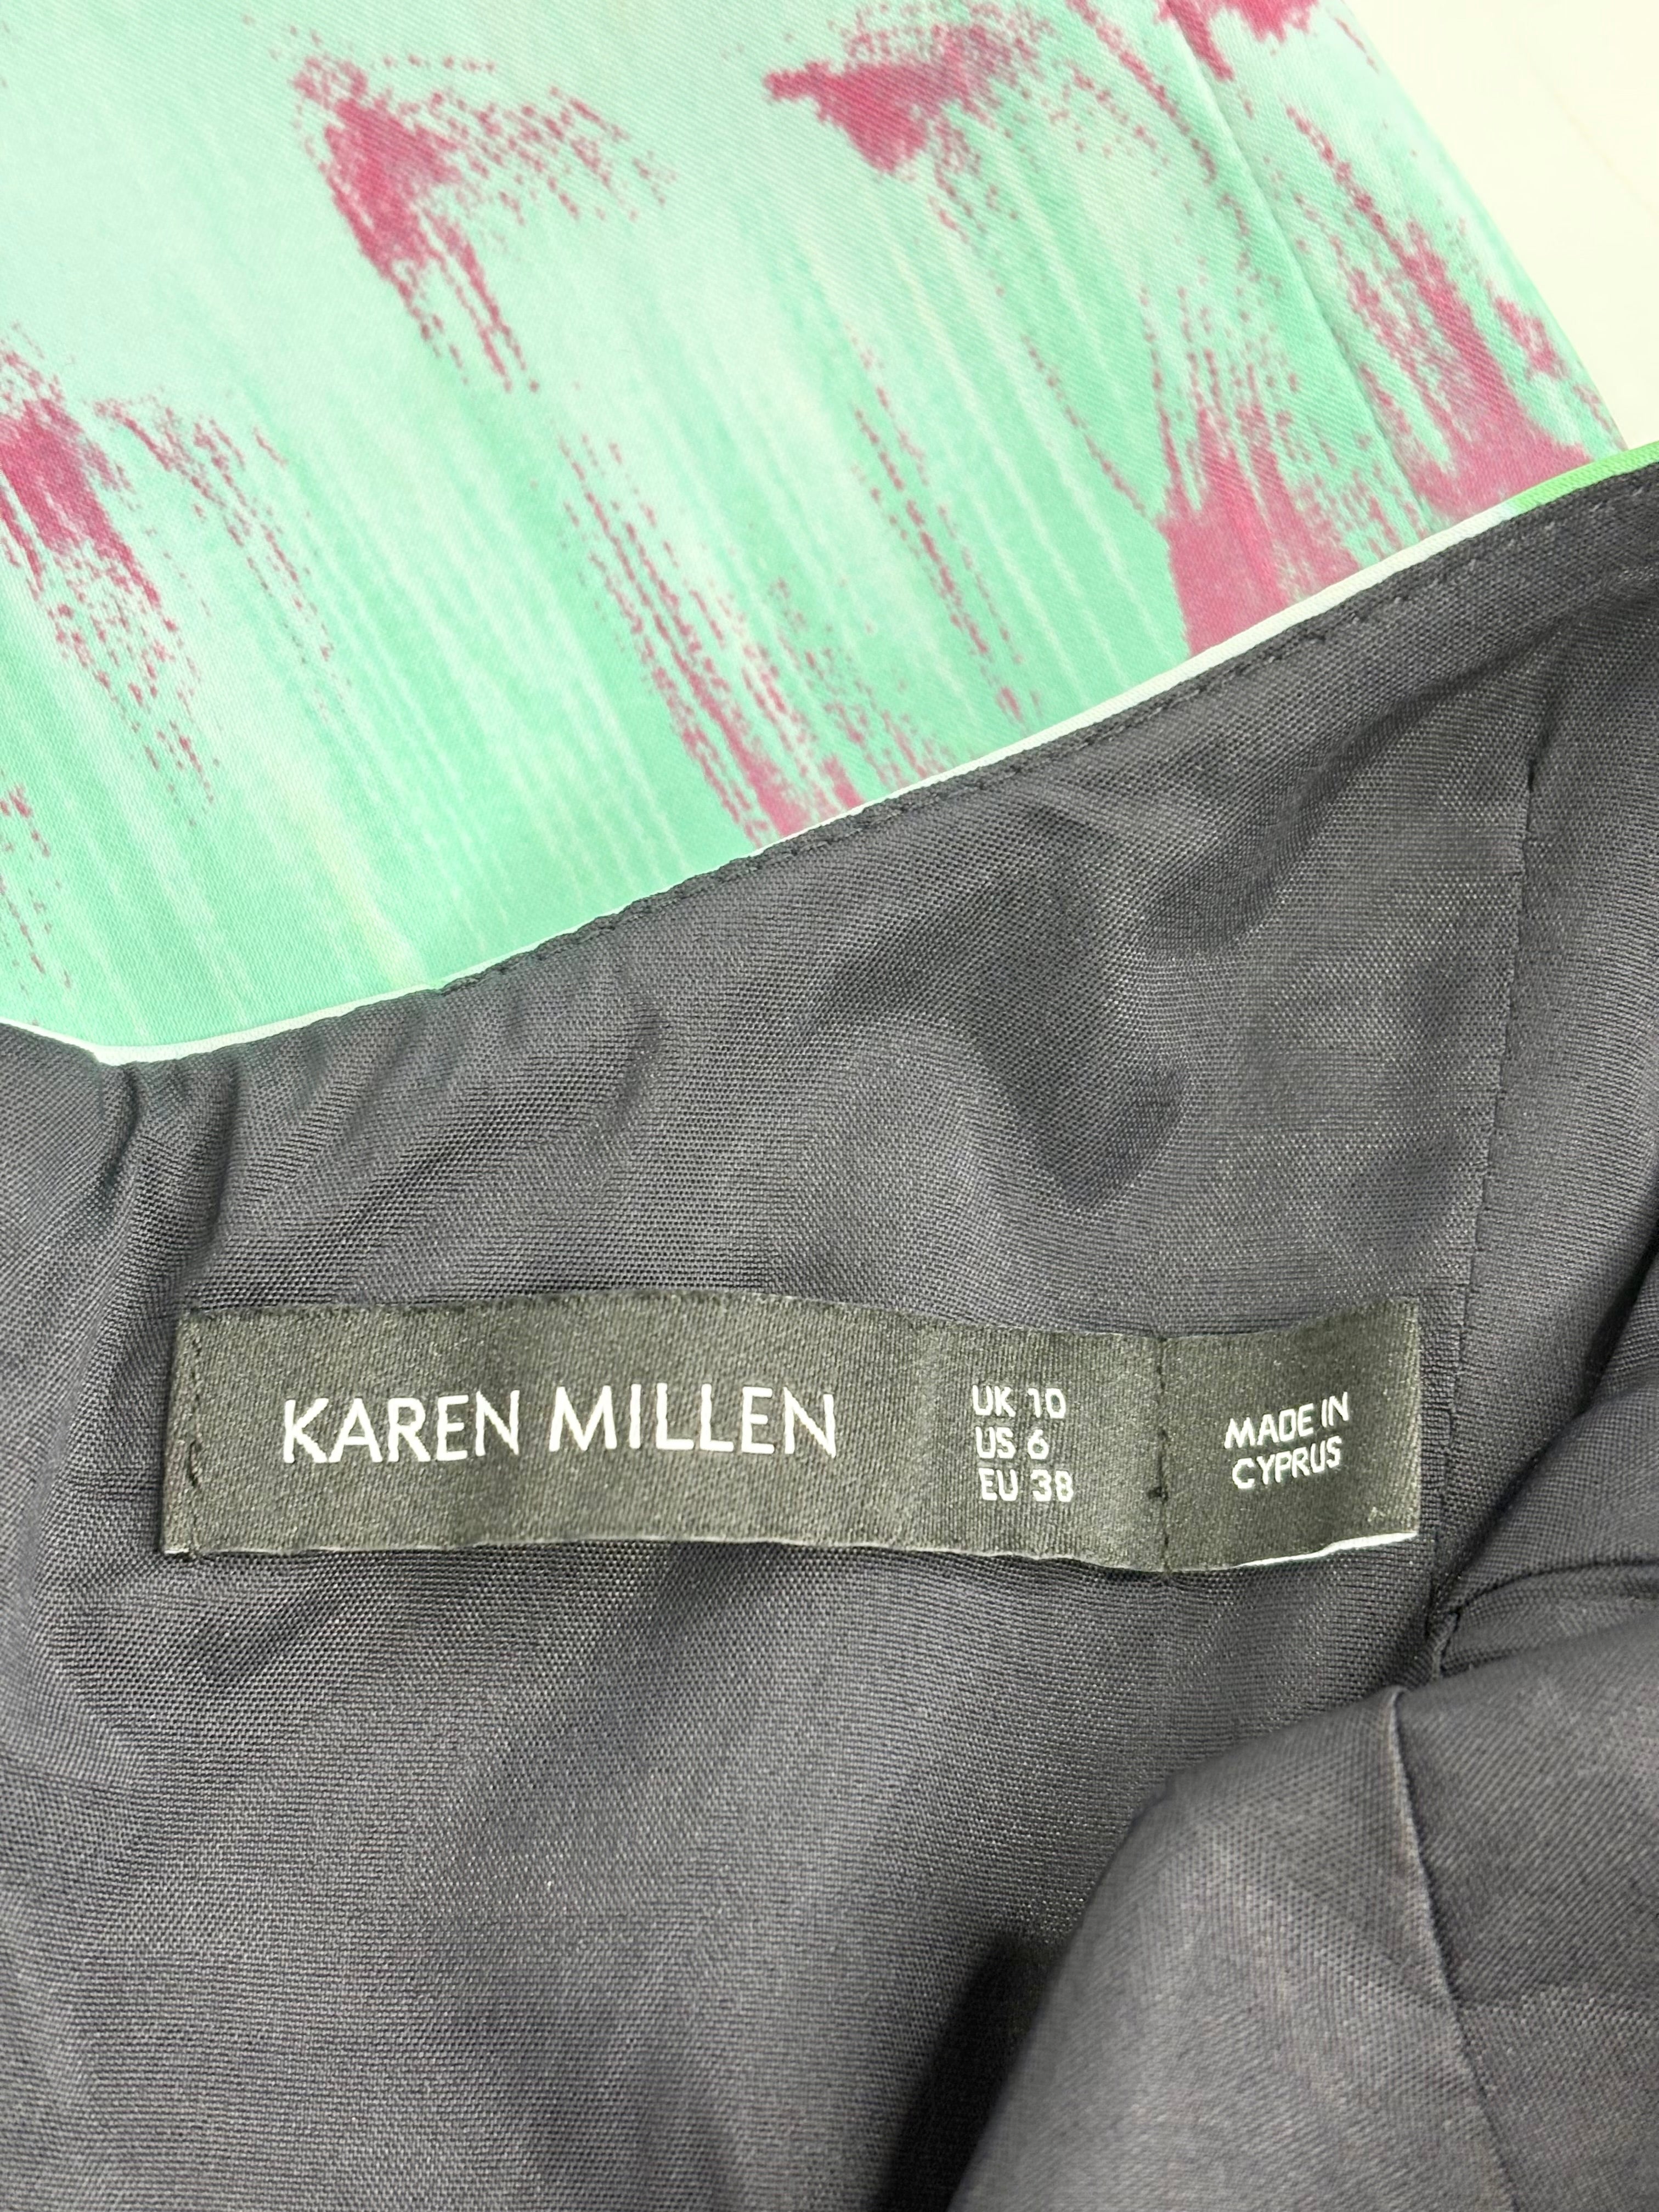 KAREN MILLEN
UK 10
US 6
EU 38
MADE IN
CYPRUS